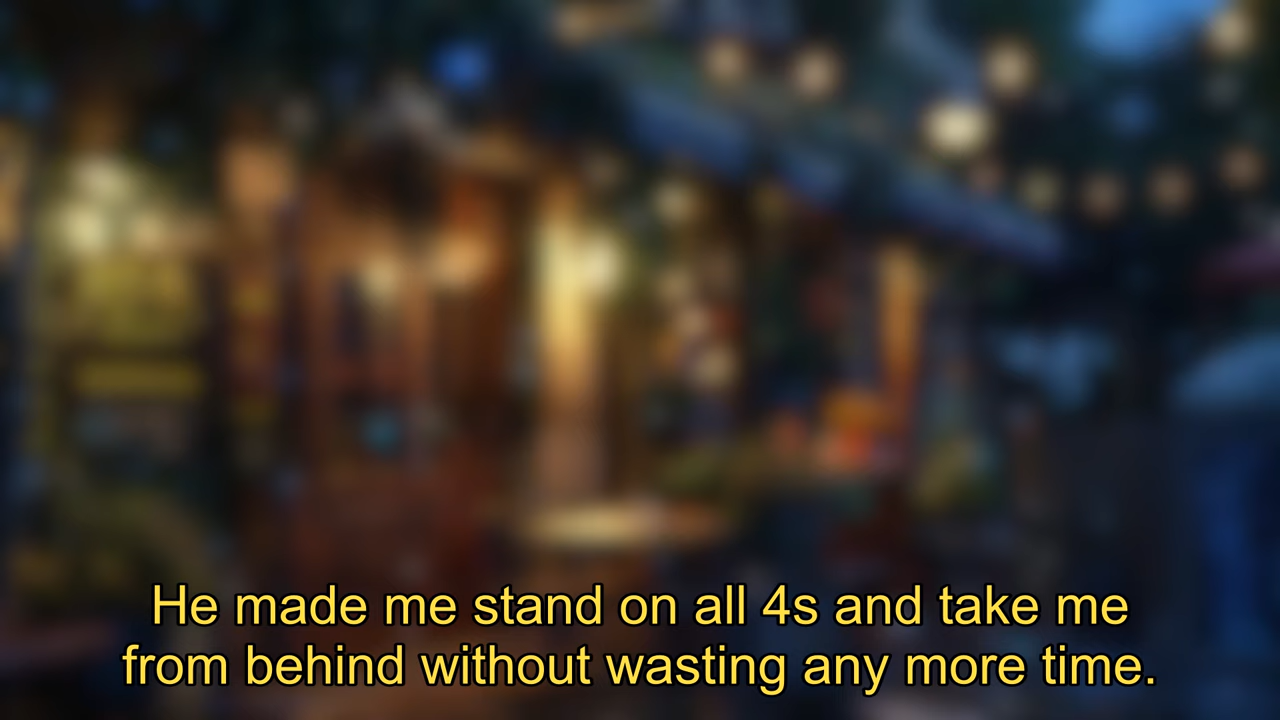 He made me stand on all 4s and take me
from behind without wasting any more time.